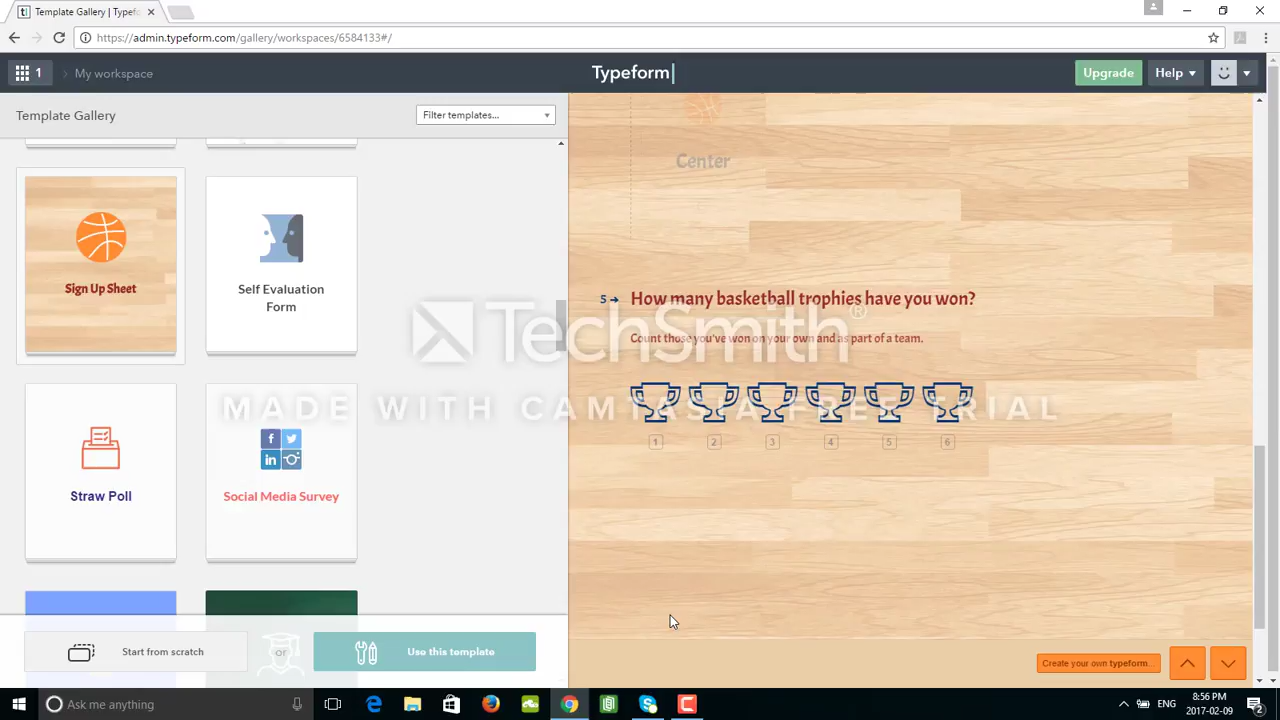 Template Gallery | Typefo
https://admin.typeform.com/gallery/workspaces/6584133#/
1
My workspace
Typeform
Upgrade
Help
Template Gallery
Filter templates...
Center
Sign Up Sheet
Self Evaluation
Form
5
How many basketball trophies have you won?
Count those you've won on your own and as part of a team.
TechSmith®
MADE WITH CAMTASIA FREE TRIAL
1
2
3
4
5
6
Straw Poll
Social Media Survey
Start from scratch
or
Use this template
Create your own typeform...
Ask me anything
8:56 PM
2017-02-09
2